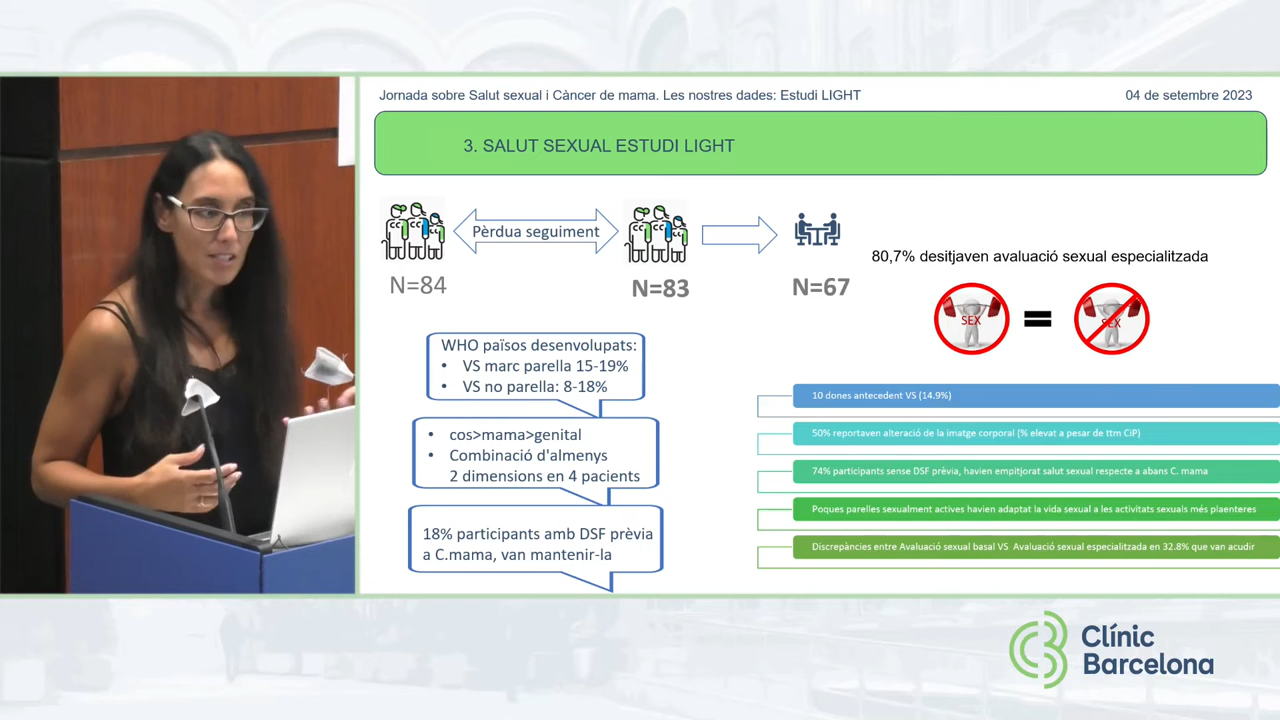 Jornada sobre Salut sexual i Càncer de mama. Les nostres dades: Estudi LIGHT
04 de setembre 2023
3. SALUT SEXUAL ESTUDI LIGHT
Pèrdua seguiment
N=84
N=83
N=67
80,7% desitjaven avaluació sexual especialitzada
SEX
SEX
WHO països desenvolupats:
• VS marc parella 15-19%
• VS no parella: 8-18%
• cos>mama>genital
• Combinació d'almenys
2 dimensions en 4 pacients
18% participants amb DSF prèvia
a C.mama, van mantenir-la
10 dones antecedent VS (14.9%)
50% reportaven alteració de la imatge corporal (% elevat a pesar de ttm CiP)
74% participants sense DSF prèvia, havien empitjorat salut sexual respecte a abans C. mama
Poques parelles sexualment actives havien adaptat la vida sexual a les activitats sexuals més plaenteres
Discrepàncies entre Avaluació sexual basal VS Avaluació sexual especialitzada en 32.8% que van acudir
Clínic
Barcelona